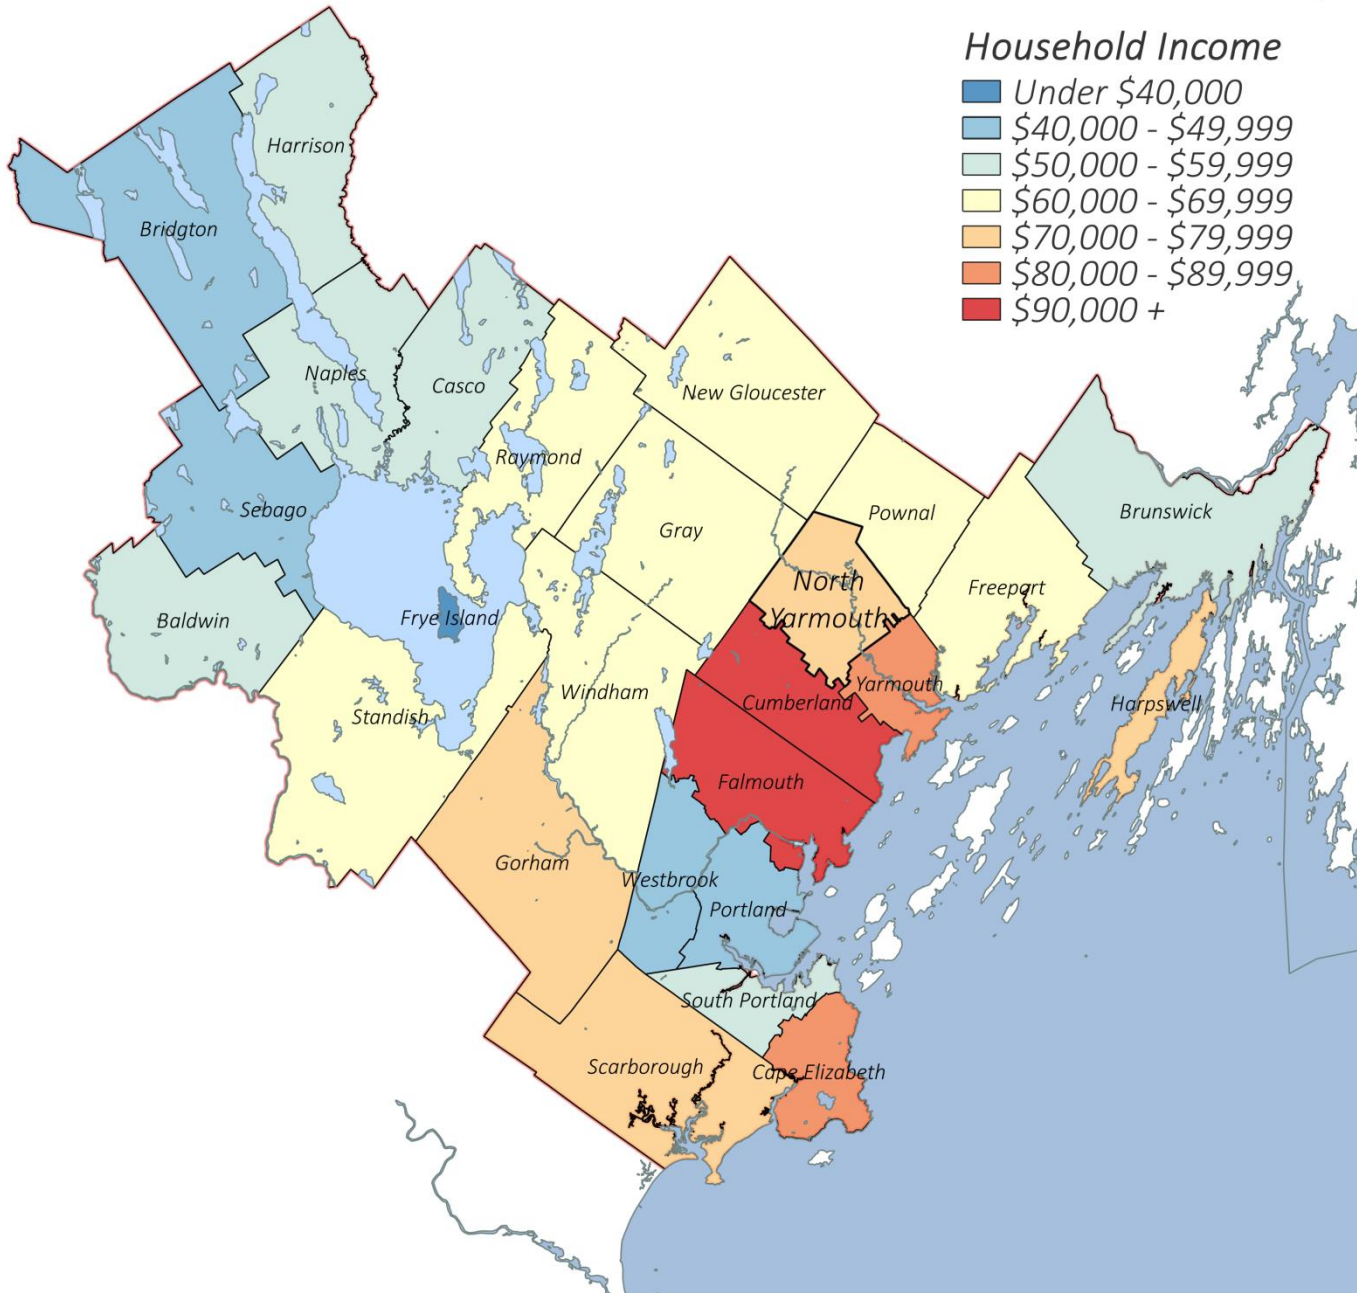 Household Income
Under $40,000
$40,000 - $49,999
$50,000 - $59,999
$60,000 - $69,999
$70,000 - $79,999
$80,000 - $89,999
$90,000 +
Harrison
Bridgton
Naples
Casco
New Gloucester
Raymond
Sebago
Gray
Pownal
Brunswick
North
Yarmouth
Freeport
Baldwin
Frye Island
Yarmouth
Windham
Cumberland
Harpswell
Standish
Falmouth
Gorham
Westbrook
Portland
South Portland
Scarborough
Cape Elizabeth